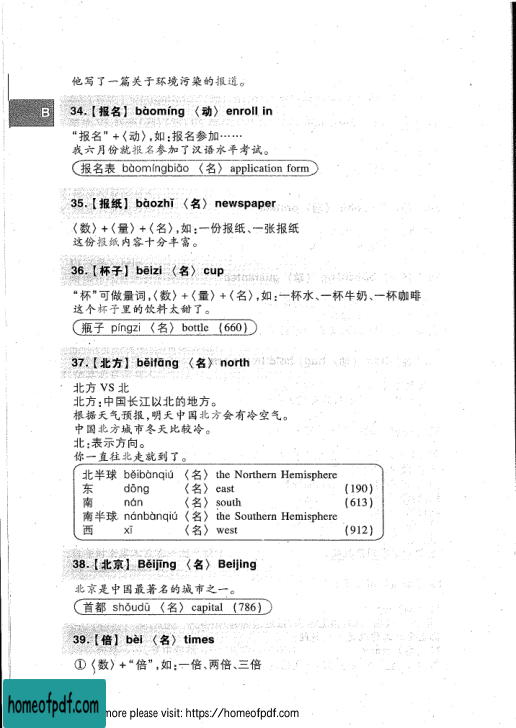 他写了一篇关于环境污染的报道。
B
34.【报名】bàomíng 〈动〉enroll in
“报名”+〈动〉,如:报名参加……
我六月份就报名参加了汉语水平考试。
报名表 bàomíngbiǎo 〈名〉application form
35.【报纸】bàozhǐ 〈名〉newspaper
〈数〉+〈量〉+〈名〉,如:一份报纸、一张报纸
这份报纸内容十分丰富。
36.【杯子】bēizi 〈名〉cup
“杯”可做量词,〈数〉+〈量〉+〈名〉,如:一杯水、一杯牛奶、一杯咖啡
这个杯子里的饮料太甜了。
瓶子 píngzi 〈名〉bottle (660)
37.【北方】běifāng 〈名〉north
北方 VS 北
北方:中国长江以北的地方。
根据天气预报,明天中国北方会有冷空气。
中国北方城市冬天比较冷。
北:表示方向。
你一直往北走就到了。
北半球 běibànqiú 〈名〉the Northern Hemisphere
东 dōng 〈名〉east (190)
南 nán 〈名〉south (613)
南半球 nánbànqiú 〈名〉the Southern Hemisphere
西 xī 〈名〉west (912)
38.【北京】Běijīng 〈名〉Beijing
北京是中国最著名的城市之一。
首都 shǒudū 〈名〉capital (786)
39.【倍】bèi 〈名〉times
①〈数〉+“倍”,如:一倍、两倍、三倍
homeofpdf.com
more please visit: https://homeofpdf.com